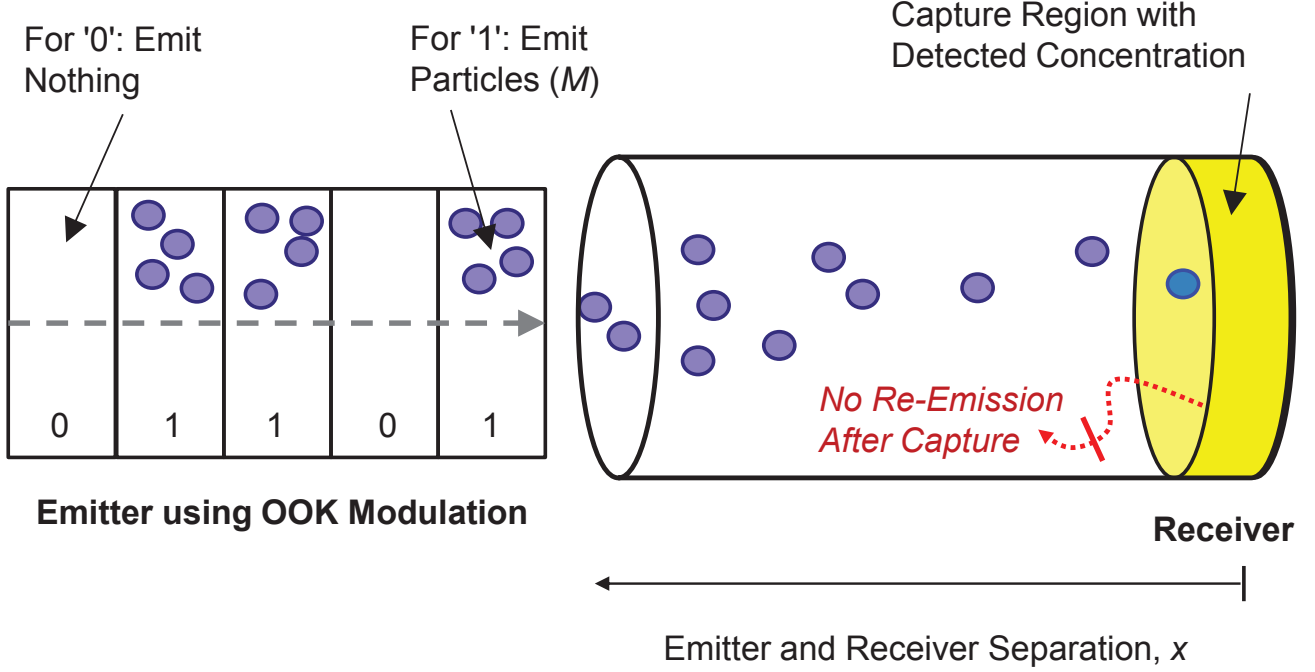 For '0': Emit
Nothing
For '1': Emit
Particles (M)
Capture Region with
Detected Concentration
0 1 1 0 1
No Re-Emission
After Capture
Emitter using OOK Modulation
Receiver
Emitter and Receiver Separation, x